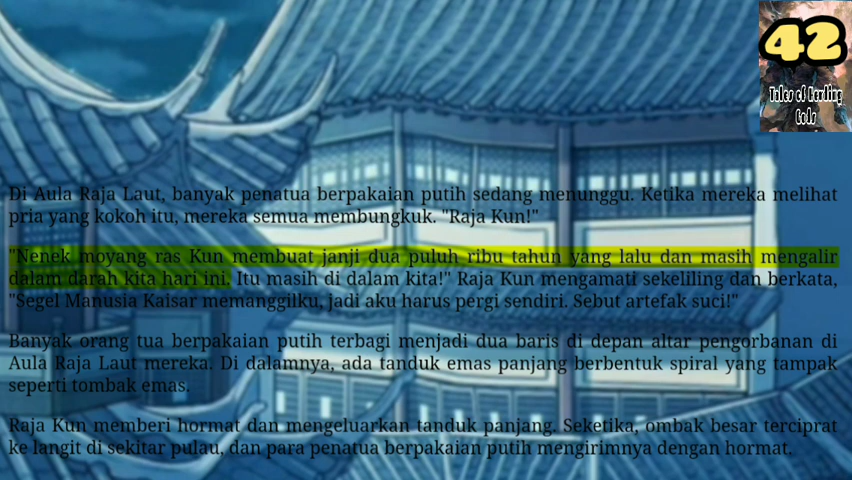 42
Tales of Herding
Gods
Di Aula Raja Laut, banyak penatua berpakaian putih sedang menunggu. Ketika mereka melihat
pria yang kokoh itu, mereka semua membungkuk. "Raja Kun!"
"Nenek moyang ras Kun membuat janji dua puluh ribu tahun yang lalu dan masih mengalir
dalam darah kita hari ini. Itu masih di dalam kita!" Raja Kun mengamati sekeliling dan berkata,
"Segel Manusia Kaisar memanggilku, jadi aku harus pergi sendiri. Sebut artefak suci!"
Banyak orang tua berpakaian putih terbagi menjadi dua baris di depan altar pengorbanan di
Aula Raja Laut mereka. Di dalamnya, ada tanduk emas panjang berbentuk spiral yang tampak
seperti tombak emas.
Raja Kun memberi hormat dan mengeluarkan tanduk panjang. Seketika, ombak besar terciprat
ke langit di sekitar pulau, dan para penatua berpakaian putih mengirimnya dengan hormat.